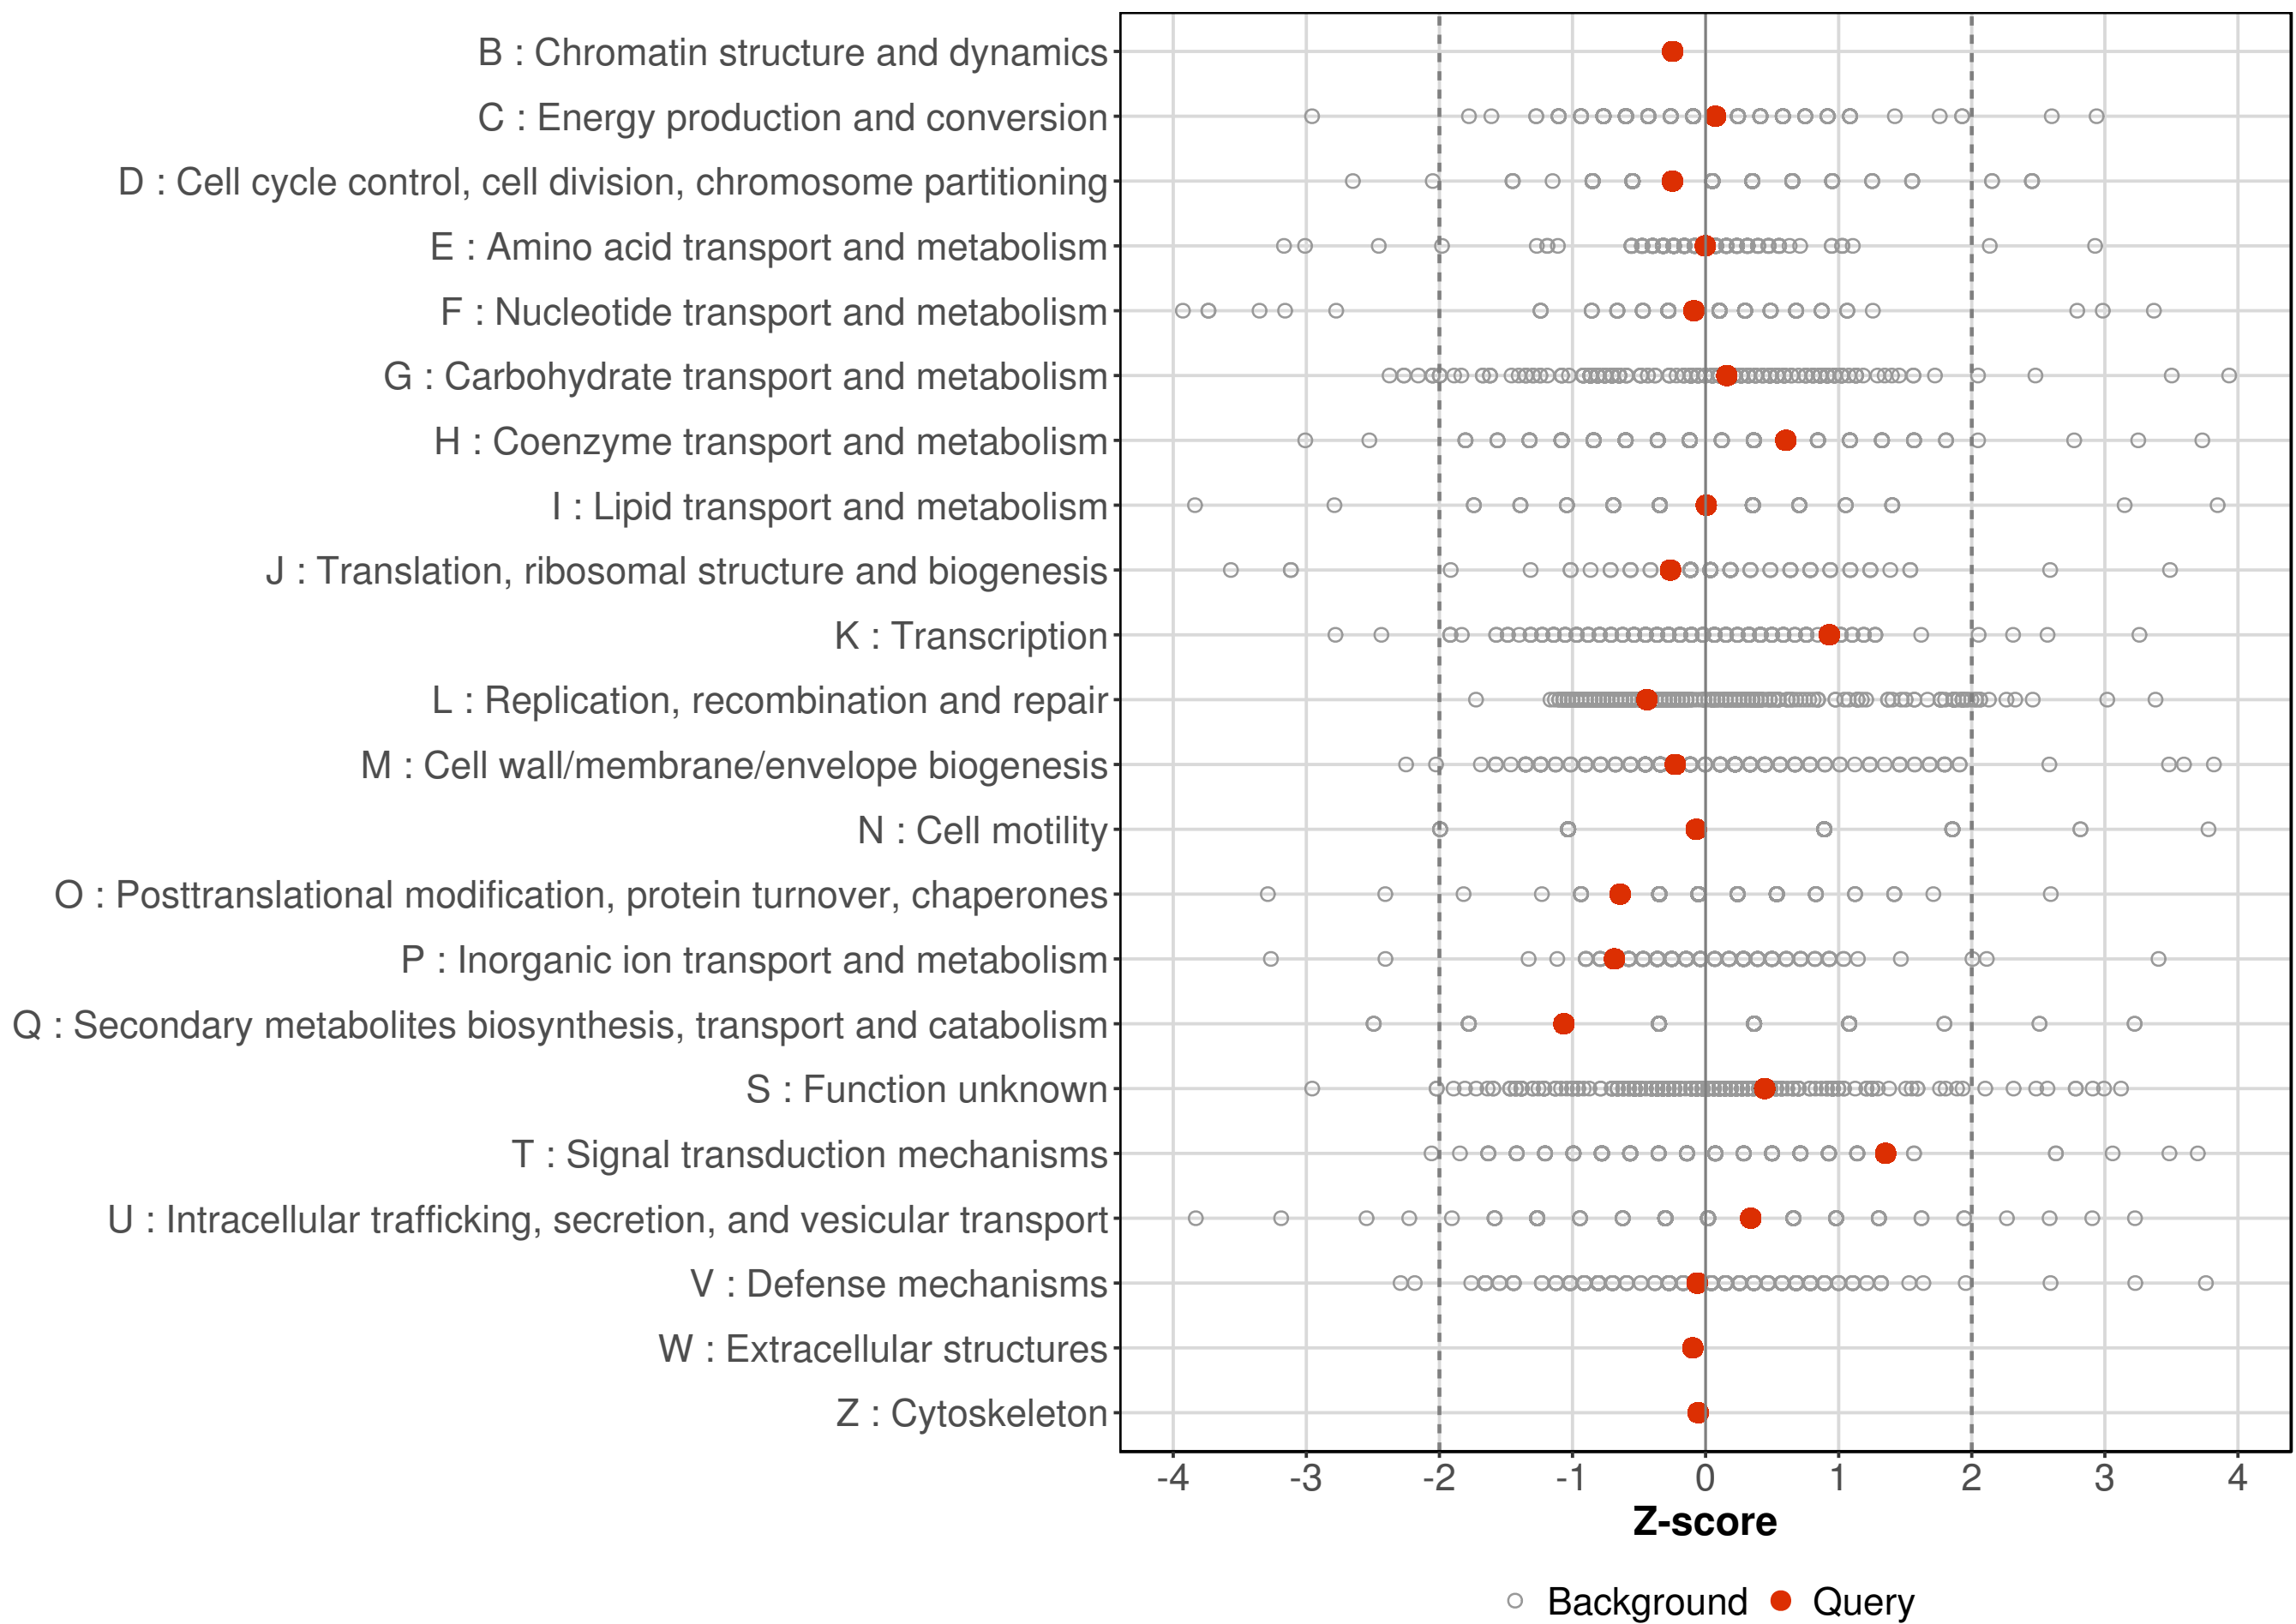 B : Chromatin structure and dynamics
C : Energy production and conversion
D : Cell cycle control, cell division, chromosome partitioning
E : Amino acid transport and metabolism
F : Nucleotide transport and metabolism
G : Carbohydrate transport and metabolism
H : Coenzyme transport and metabolism
I : Lipid transport and metabolism
J : Translation, ribosomal structure and biogenesis
K : Transcription
L : Replication, recombination and repair
M : Cell wall/membrane/envelope biogenesis
N : Cell motility
O : Posttranslational modification, protein turnover, chaperones
P : Inorganic ion transport and metabolism
Q : Secondary metabolites biosynthesis, transport and catabolism
S : Function unknown
T : Signal transduction mechanisms
U : Intracellular trafficking, secretion, and vesicular transport
V : Defense mechanisms
W : Extracellular structures
Z : Cytoskeleton
-4 -3 -2 -1 0 1 2 3 4
Z-score
Background Query